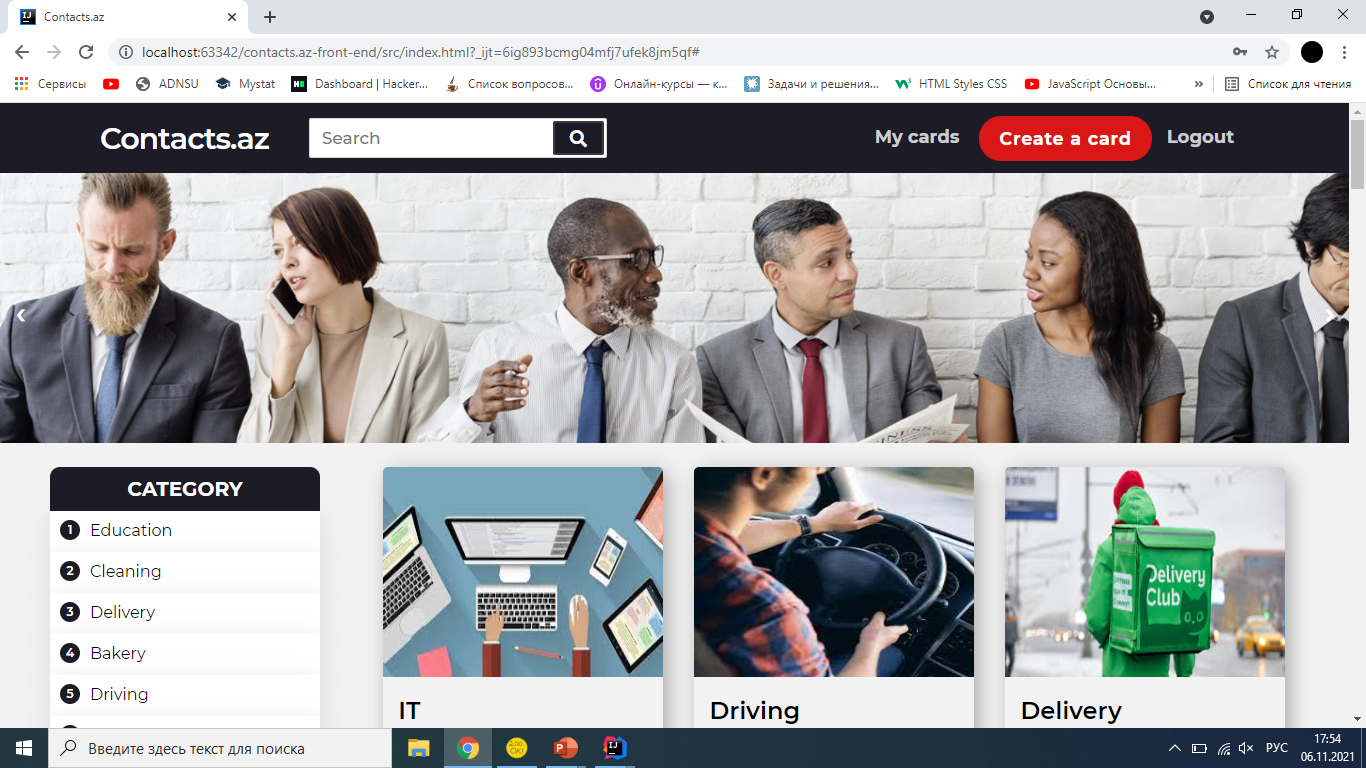 Contacts.az
localhost:63342/contacts.az-front-end/src/index.html?_ijt=6ig893bcmg04mfj7ufek8jm5qf#
Сервисы ADNSU Mystat Dashboard | Hacker... Список вопросов... Онлайн-курсы — к... Задачи и решения... HTML Styles CSS JavaScript Основы... » Список для чтения
Contacts.az Search My cards Create a card Logout
BUSINESS
CATEGORY
1 Education
2 Cleaning
3 Delivery
4 Bakery
5 Driving
Delivery
Club
IT Driving Delivery
Введите здесь текст для поиска
РУС
17:54
06.11.2021